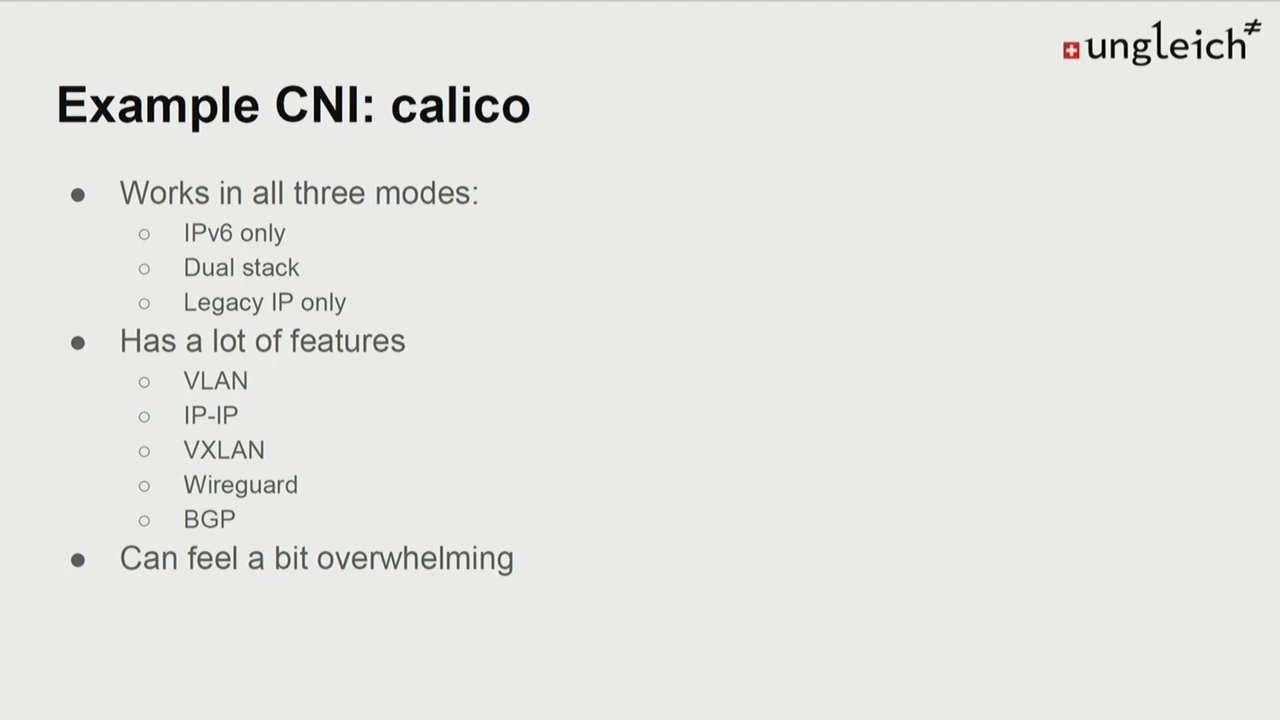 ungleich≠
Example CNI: calico
● Works in all three modes:
○ IPv6 only
○ Dual stack
○ Legacy IP only
● Has a lot of features
○ VLAN
○ IP-IP
○ VXLAN
○ Wireguard
○ BGP
● Can feel a bit overwhelming